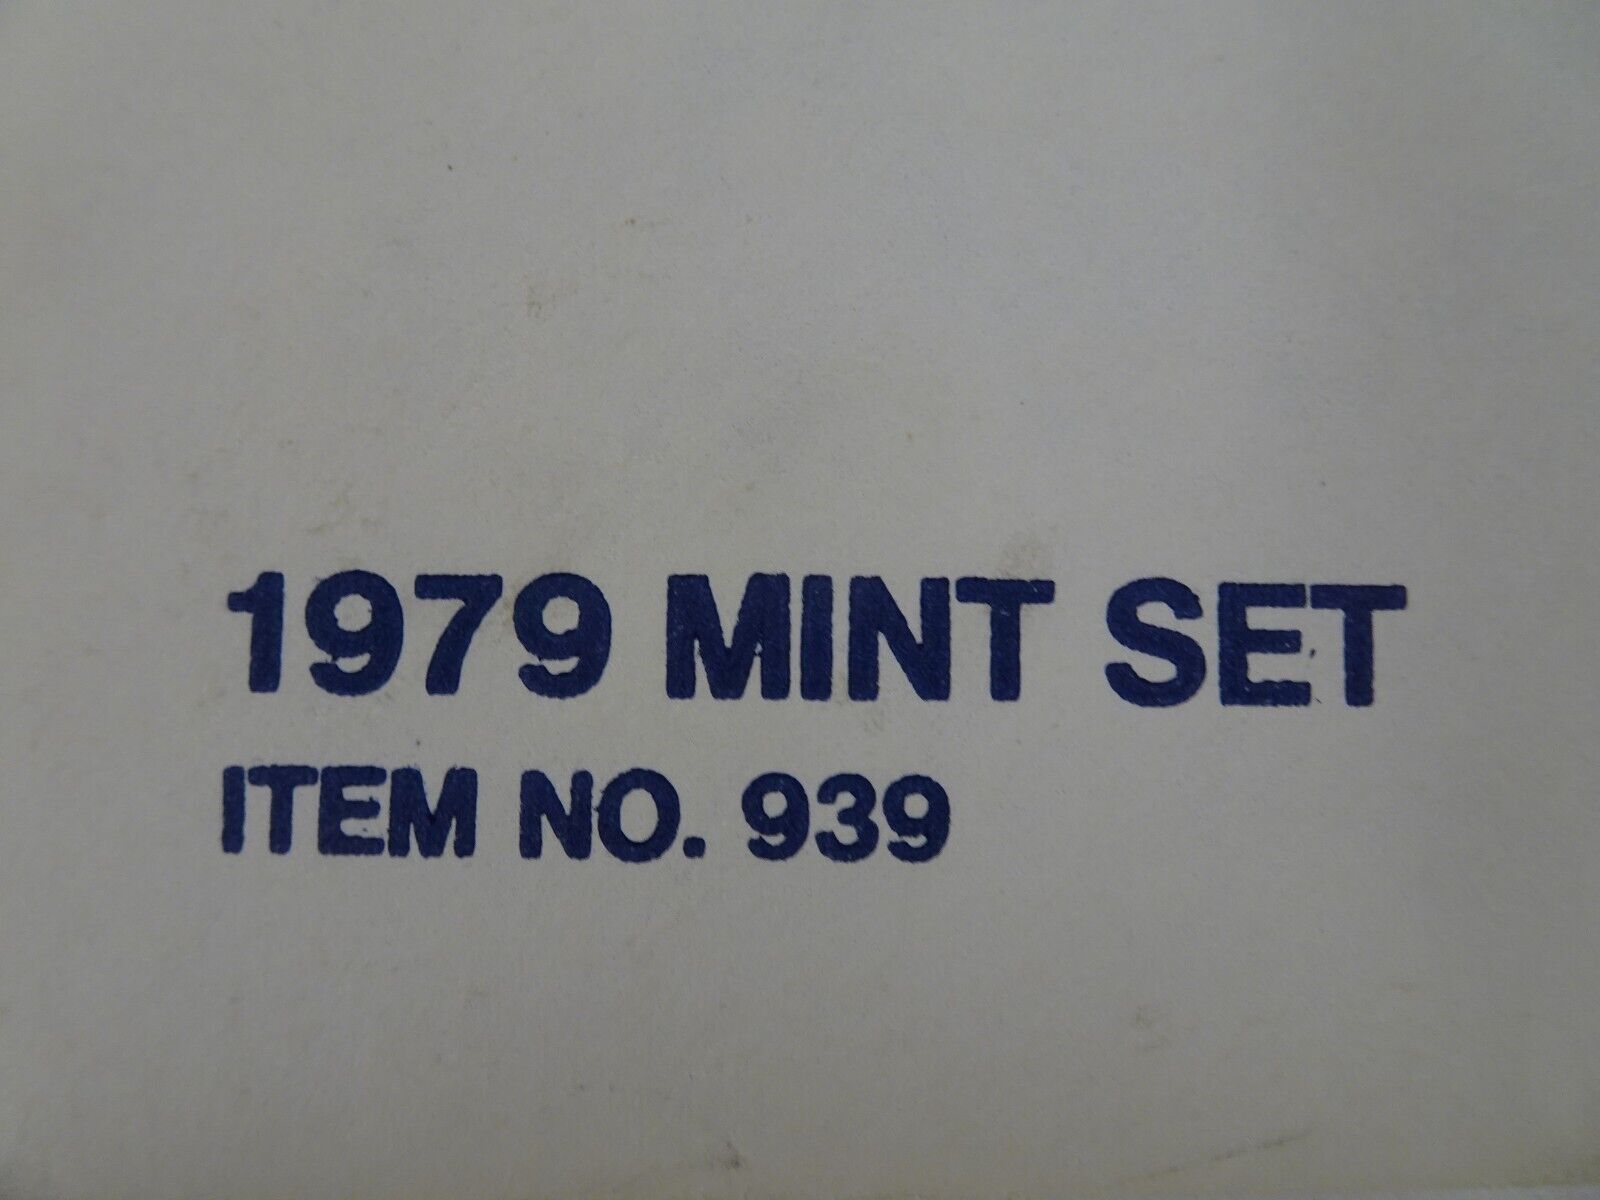 1979 MINT SET
ITEM NO. 939